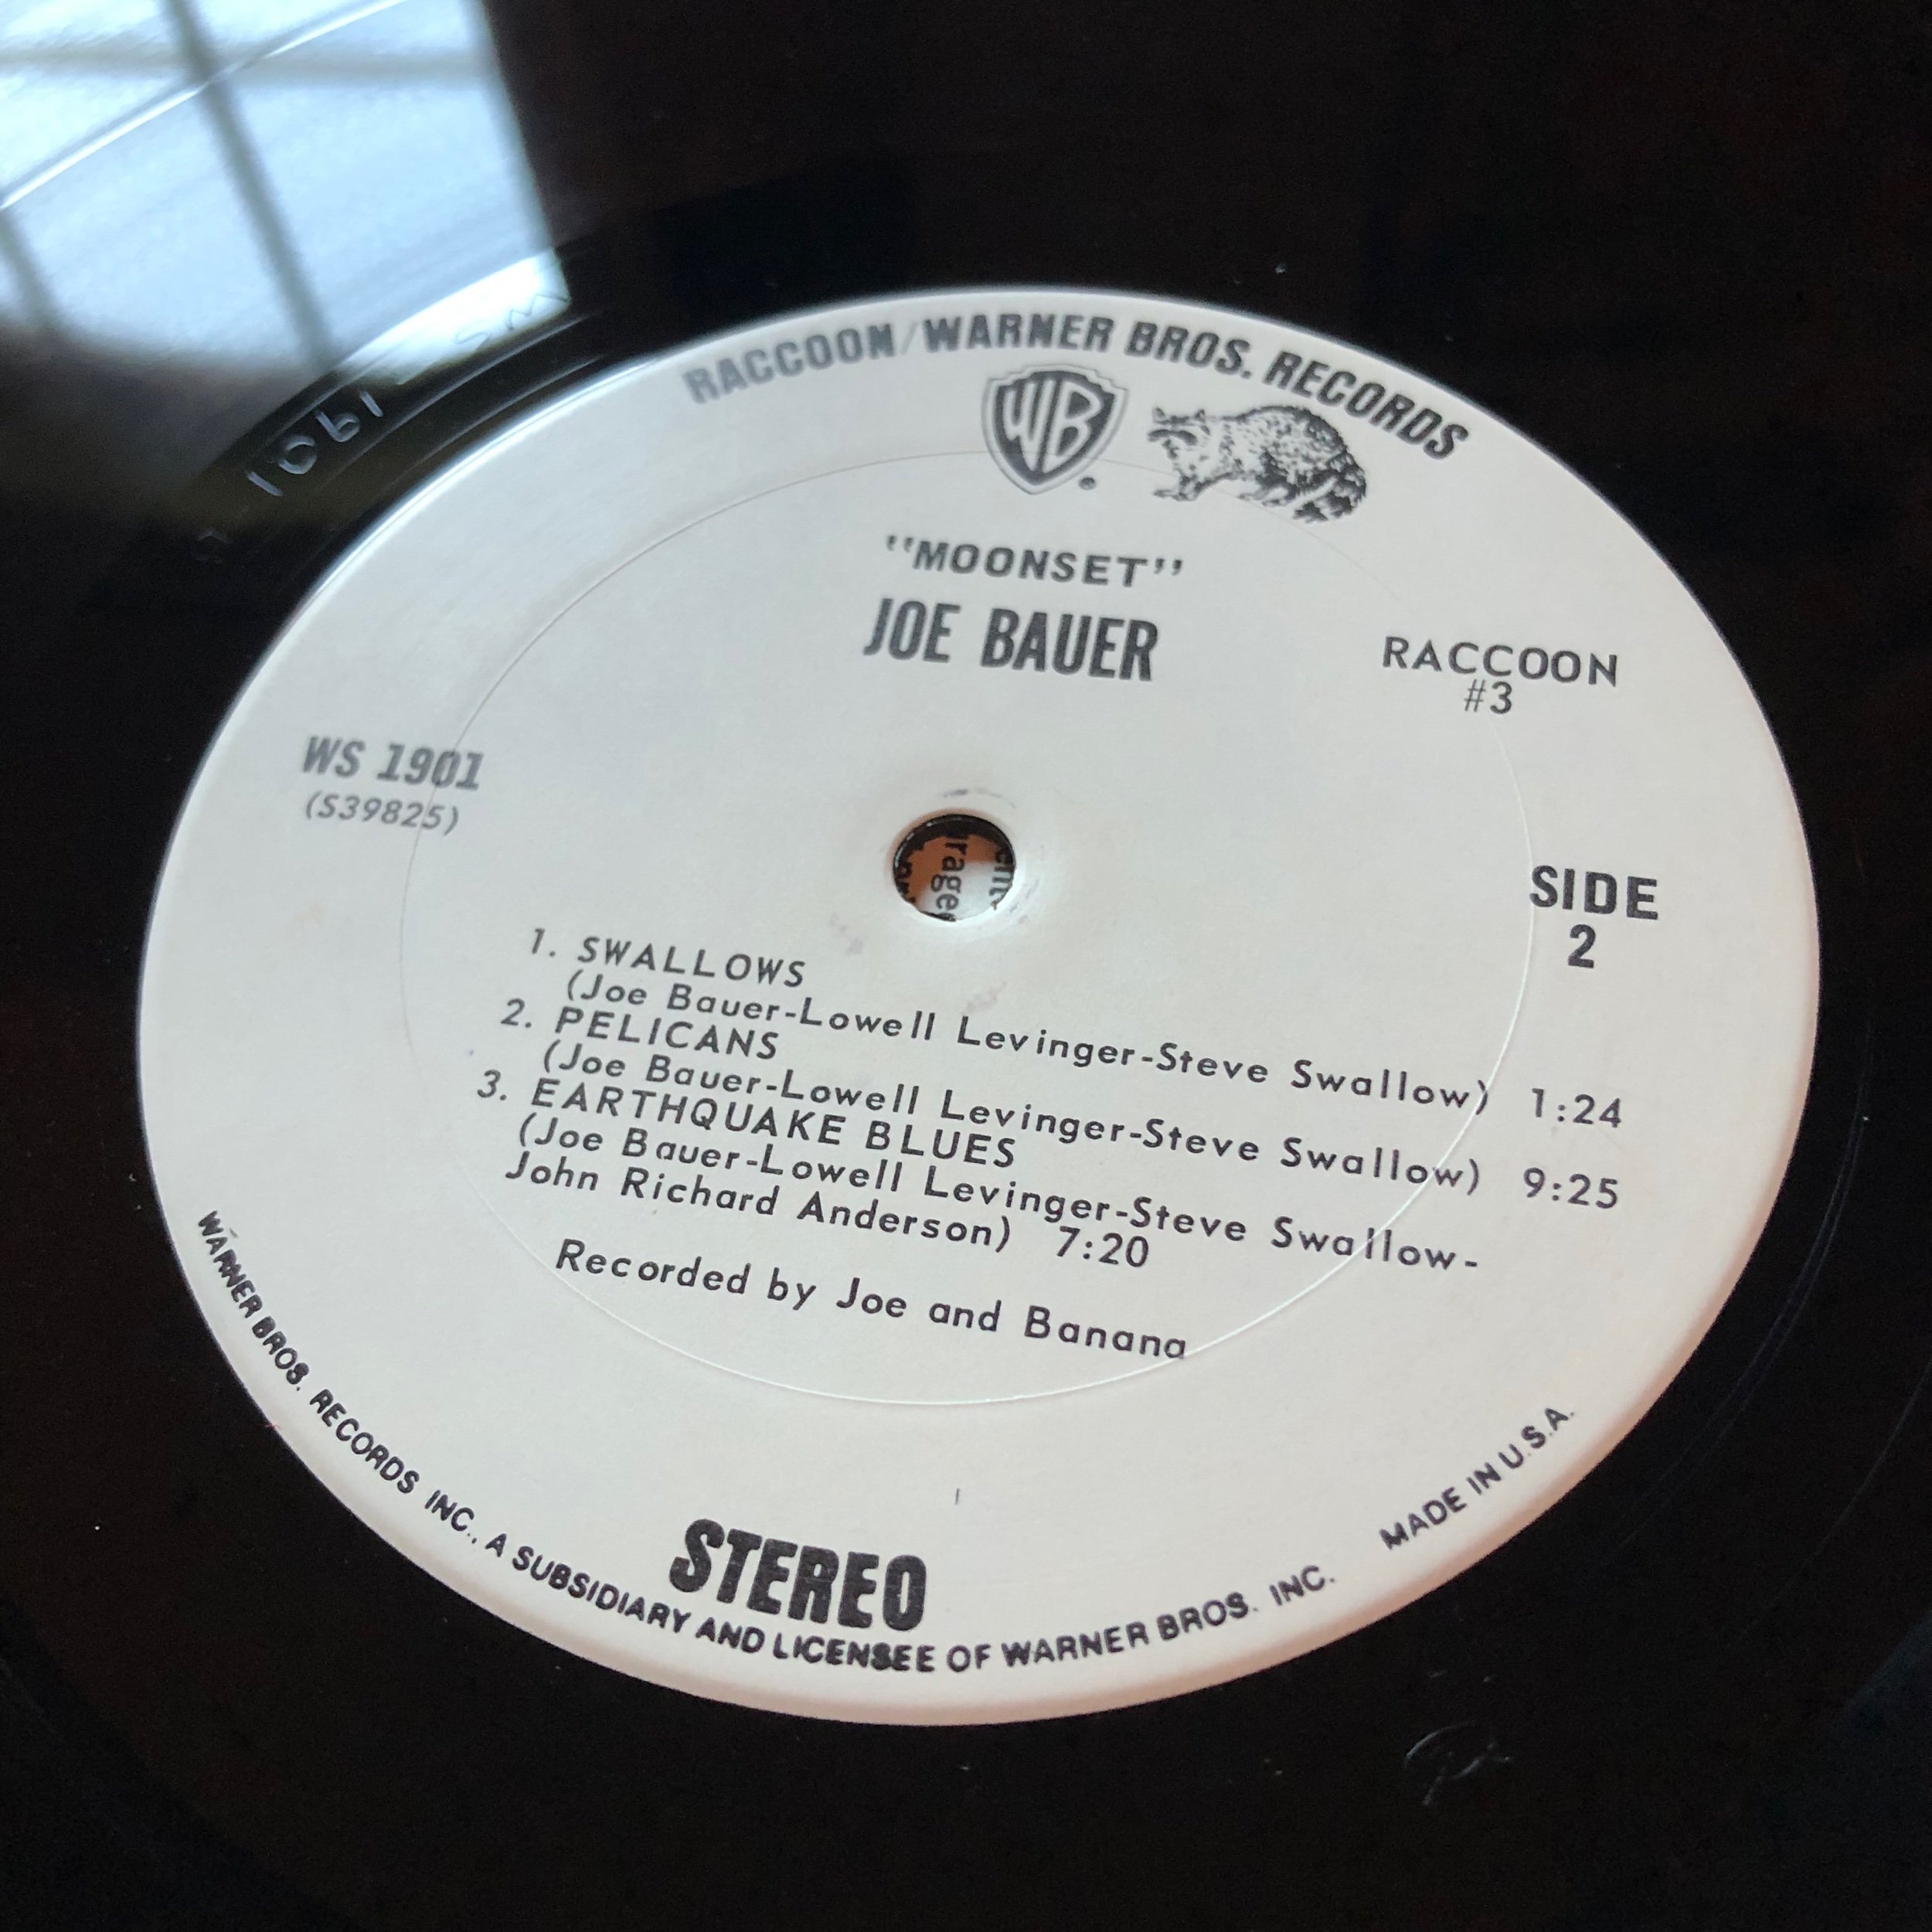 RACCOON/WARNER BROS. RECORDS
WB
"MOONSET"
JOE BAUER
RACCOON
#3
WS 1901
(S39825)
SIDE
2
1. SWALLOWS
(Joe Bauer-Lowell Levinger-Steve Swallow) 1:24
2. PELICANS
(Joe Bauer-Lowell Levinger-Steve Swallow) 9:25
3. EARTHQUAKE BLUES
(Joe Bauer-Lowell Levinger-Steve Swallow-
John Richard Anderson) 7:20
Recorded by Joe and Banana
STEREO
WARNER BROS. RECORDS INC., A SUBSIDIARY AND LICENSEE OF WARNER BROS. INC. MADE IN U.S.A.